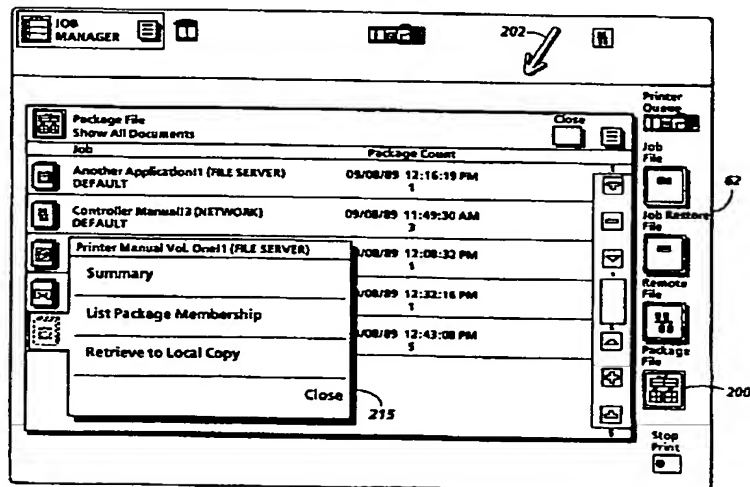 JOB
MANAGER
202
Printer
Queue
Package File
Show All Documents
Close
Job
Package Count
Job
File
62
Another Application!1 (FILE SERVER)
DEFAULT
09/08/89 12:16:19 PM
1
Controller Manual!3 (NETWORK)
DEFAULT
09/08/89 11:49:30 AM
3
Job Restore
File
Printer Manual Vol. One!1 (FILE SERVER)
/08/89 12:08:32 PM
1
Summary
Remote
File
/08/89 12:32:16 PM
1
List Package Membership
/08/89 12:43:08 PM
5
Retrieve to Local Copy
Package
File
Close
215
200
Stop
Print